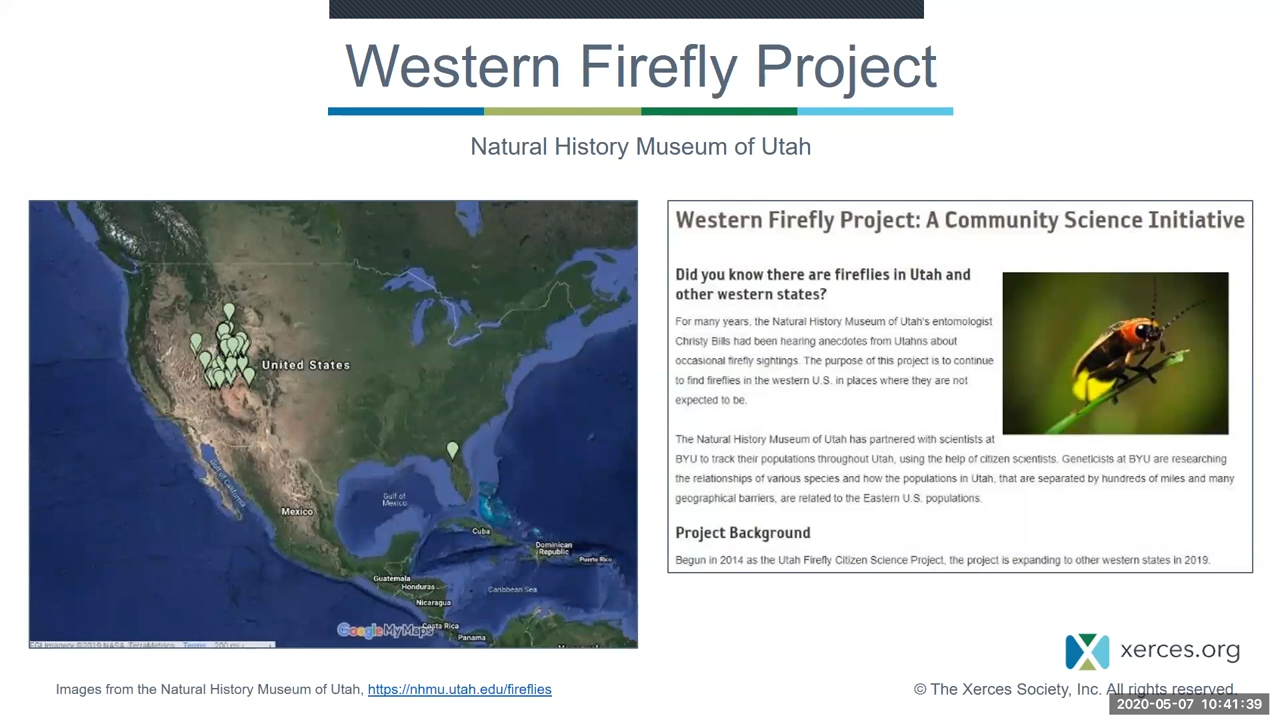 Western Firefly Project
Natural History Museum of Utah
United States
Gulf of California
Gulf of
Mexico
Mexico
Cuba
Dominican
Republic
Puerto Rico
Guatemala
Honduras
Caribbean Sea
Nicaragua
Costa Rica
Google My Maps
Panama
Terms
200 mi
Western Firefly Project: A Community Science Initiative
Did you know there are fireflies in Utah and
other western states?
For many years, the Natural History Museum of Utah's entomologist
Christy Bills had been hearing anecdotes from Utahns about
occasional firefly sightings. The purpose of this project is to continue
to find fireflies in the western U.S. in places where they are not
expected to be.
The Natural History Museum of Utah has partnered with scientists at
BYU to track their populations throughout Utah, using the help of citizen scientists. Geneticists at BYU are researching
the relationships of various species and how the populations in Utah, that are separated by hundreds of miles and many
geographical barriers, are related to the Eastern U.S. populations.
Project Background
Begun in 2014 as the Utah Firefly Citizen Science Project, the project is expanding to other western states in 2019.
xerces.org
Images from the Natural History Museum of Utah, https://nhmu.utah.edu/fireflies
© The Xerces Society, Inc. All rights reserved.
2020-05-07 10:41:39